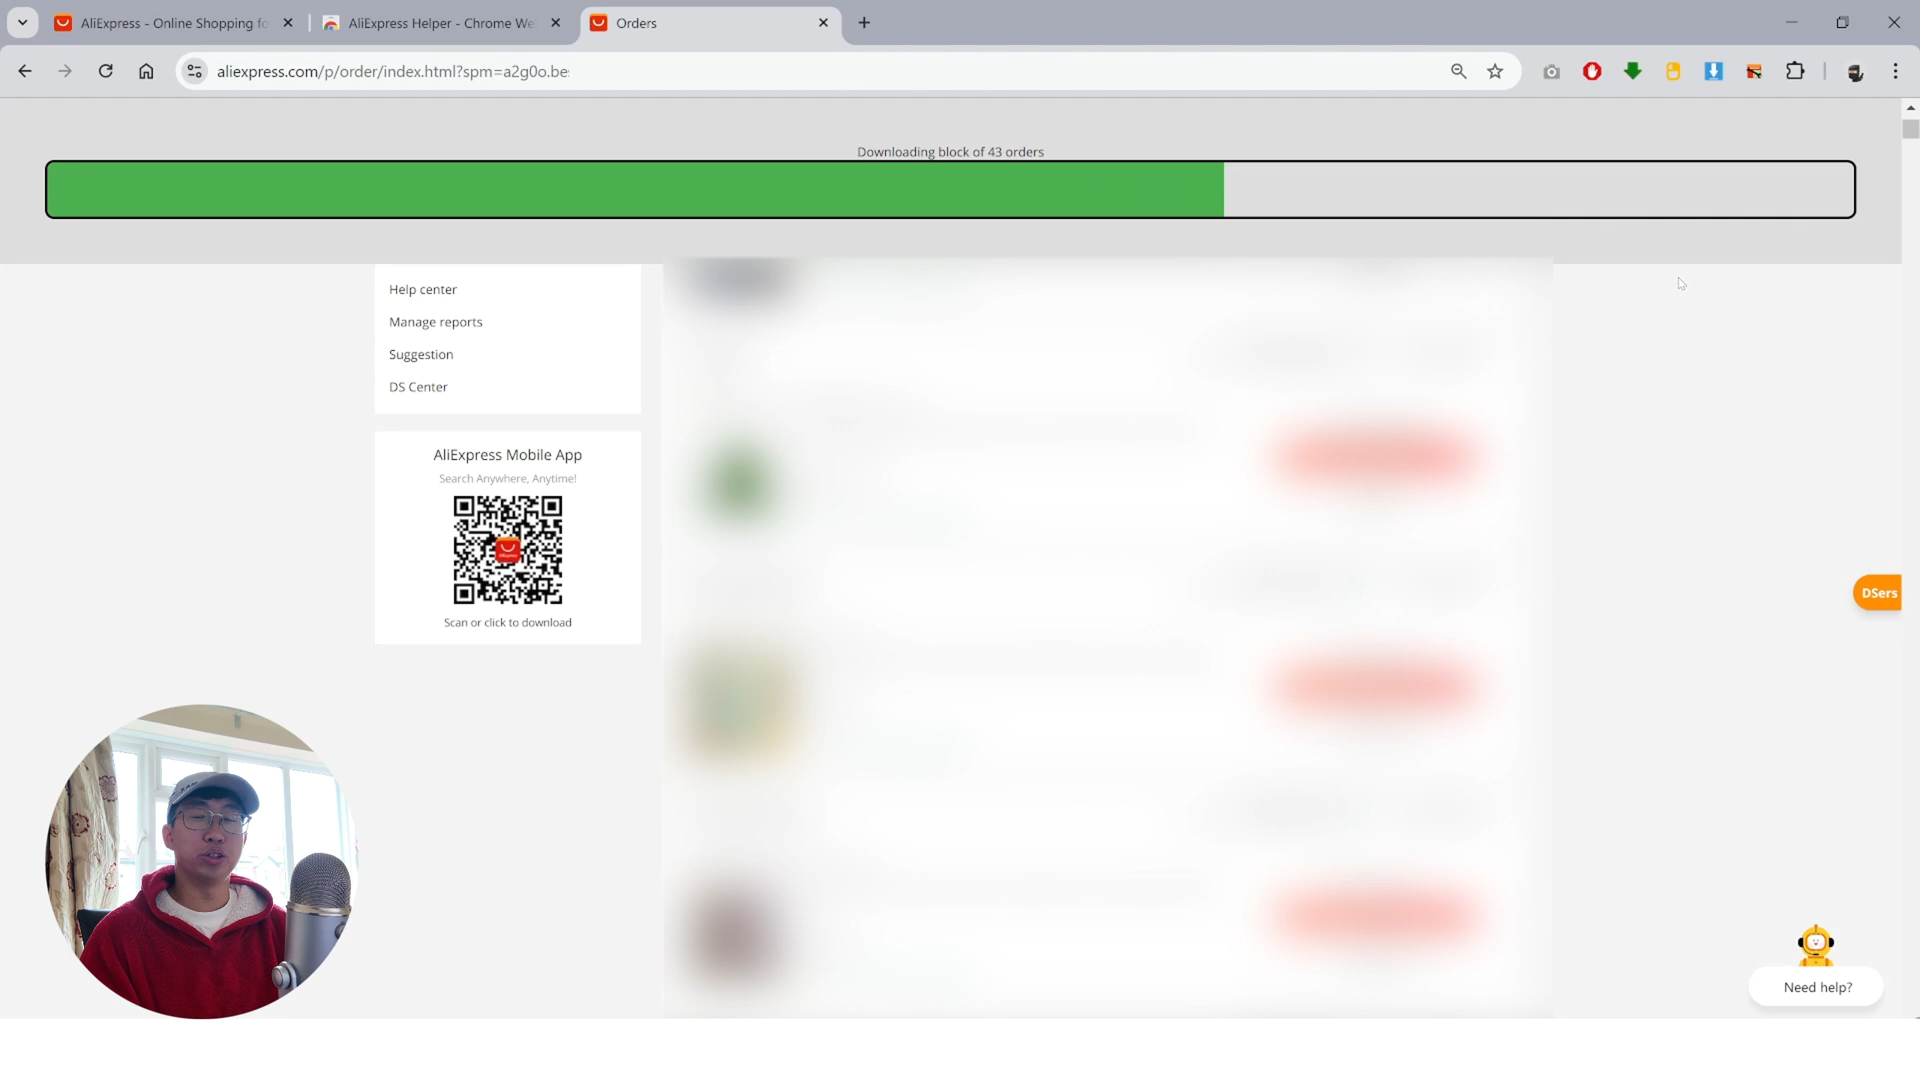 AliExpress - Online Shopping fo
AliExpress Helper - Chrome We
Orders
aliexpress.com/p/order/index.html?spm=a2g0o.be
Downloading block of 43 orders
Help center
Manage reports
Suggestion
DS Center
AliExpress Mobile App
Search Anywhere, Anytime!
Scan or click to download
DSers
Need help?